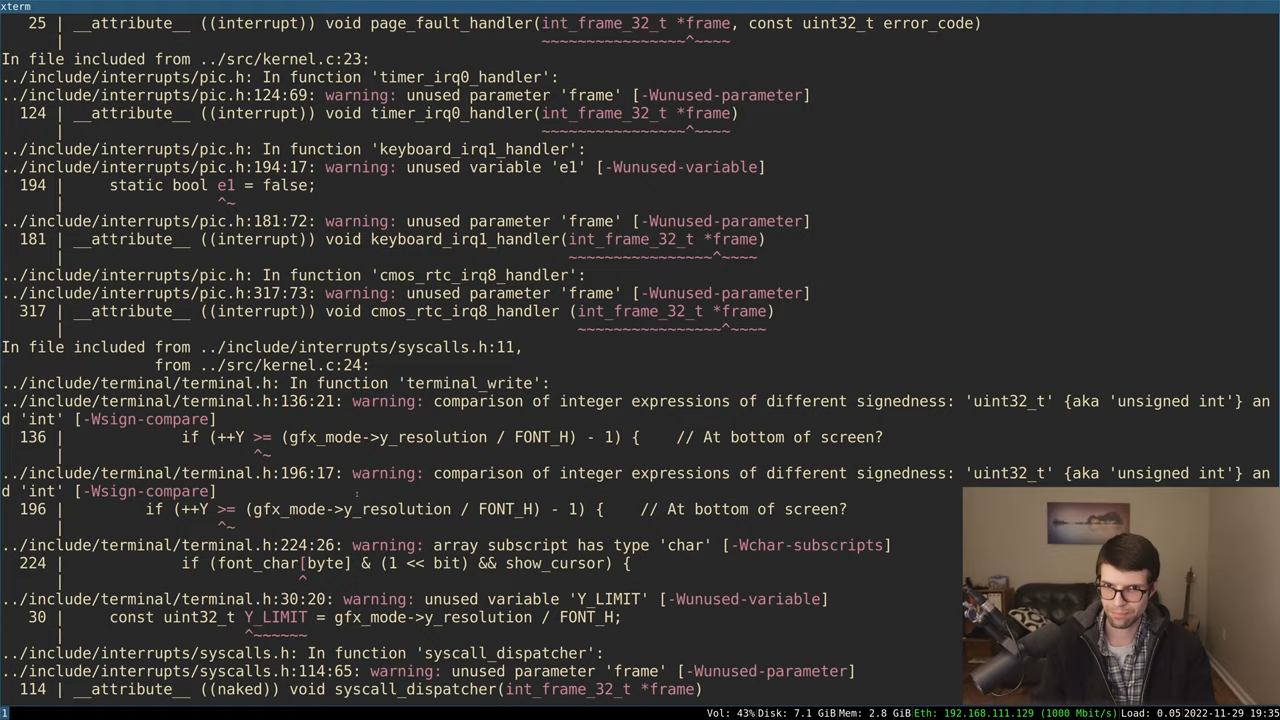 xterm
25 | __attribute__ ((interrupt)) void page_fault_handler(int_frame_32_t *frame, const uint32_t error_code)
| ~~~~~~~~~~~~~~~~^~~~~
In file included from ../src/kernel.c:23:
../include/interrupts/pic.h: In function 'timer_irq0_handler':
../include/interrupts/pic.h:124:69: warning: unused parameter 'frame' [-Wunused-parameter]
124 | __attribute__ ((interrupt)) void timer_irq0_handler(int_frame_32_t *frame)
| ~~~~~~~~~~~~~~~~^~~~~
../include/interrupts/pic.h: In function 'keyboard_irq1_handler':
../include/interrupts/pic.h:194:17: warning: unused variable 'e1' [-Wunused-variable]
194 |     static bool e1 = false;
| ^~
../include/interrupts/pic.h:181:72: warning: unused parameter 'frame' [-Wunused-parameter]
181 | __attribute__ ((interrupt)) void keyboard_irq1_handler(int_frame_32_t *frame)
| ~~~~~~~~~~~~~~~~^~~~~
../include/interrupts/pic.h: In function 'cmos_rtc_irq8_handler':
../include/interrupts/pic.h:317:73: warning: unused parameter 'frame' [-Wunused-parameter]
317 | __attribute__ ((interrupt)) void cmos_rtc_irq8_handler (int_frame_32_t *frame)
| ~~~~~~~~~~~~~~~~^~~~~
In file included from ../include/interrupts/syscalls.h:11,
from ../src/kernel.c:24:
../include/terminal/terminal.h: In function 'terminal_write':
../include/terminal/terminal.h:136:21: warning: comparison of integer expressions of different signedness: 'uint32_t' {aka 'unsigned int'} an
d 'int' [-Wsign-compare]
136 |             if (++Y >= (gfx_mode->y_resolution / FONT_H) - 1) {    // At bottom of screen?
| ^~
../include/terminal/terminal.h:196:17: warning: comparison of integer expressions of different signedness: 'uint32_t' {aka 'unsigned int'} an
d 'int' [-Wsign-compare]
196 |         if (++Y >= (gfx_mode->y_resolution / FONT_H) - 1) {    // At bottom of screen?
| ^~
../include/terminal/terminal.h:224:26: warning: array subscript has type 'char' [-Wchar-subscripts]
224 |             if (font_char[byte] & (1 << bit) && show_cursor) {
| ^
../include/terminal/terminal.h:30:20: warning: unused variable 'Y_LIMIT' [-Wunused-variable]
30 |     const uint32_t Y_LIMIT = gfx_mode->y_resolution / FONT_H;
| ^~~~~~~
../include/interrupts/syscalls.h: In function 'syscall_dispatcher':
../include/interrupts/syscalls.h:114:65: warning: unused parameter 'frame' [-Wunused-parameter]
114 | __attribute__ ((naked)) void syscall_dispatcher(int_frame_32_t *frame)
1 Vol: 43% Disk: 7.1 GiB Mem: 2.8 GiB Eth: 192.168.111.129 (1000 Mbit/s) Load: 0.05 2022-11-29 19:35